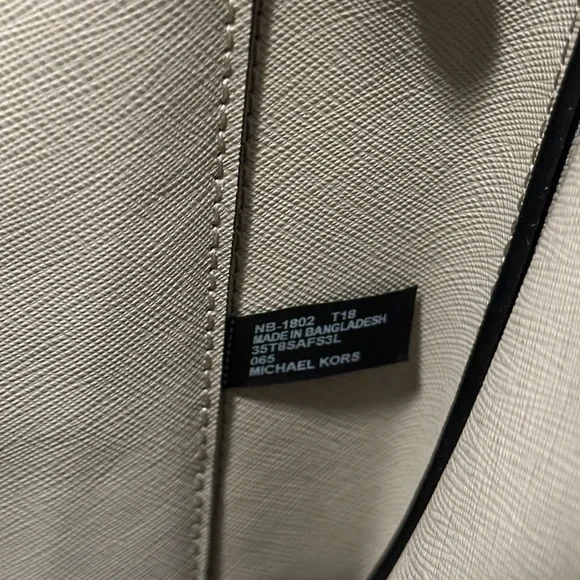 NB-1802 T18
MADE IN BANGLADESH
35T8SAFS3L
065
MICHAEL KORS